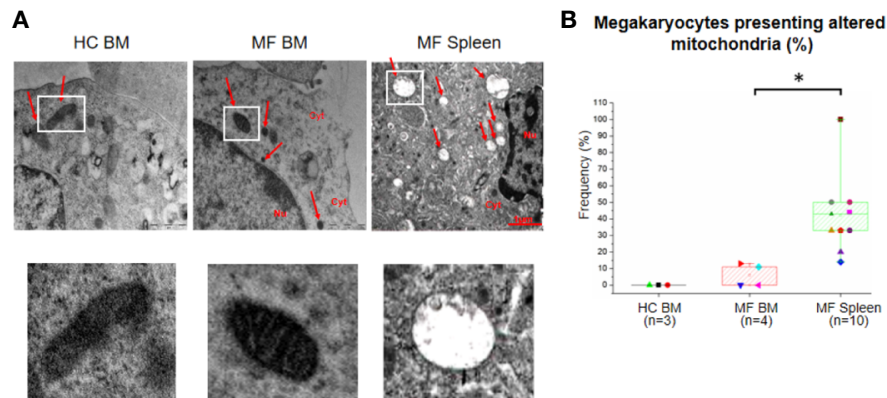 A
HC BM
MF BM
MF Spleen
Cyt
Nu
Cyt
Nu
Cyt
B
Megakaryocytes presenting altered
mitochondria (%)
*
Frequency (%)
110
100
90
80
70
60
50
40
30
20
10
0
HC BM
(n=3)
MF BM
(n=4)
MF Spleen
(n=10)